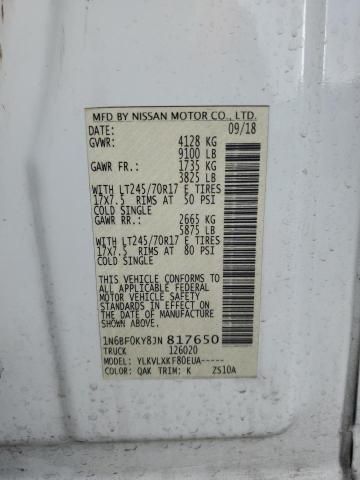 MFD BY NISSAN MOTOR CO., LTD.
DATE: 09/18
GVWR: 4128 KG
9100 LB
GAWR FR.: 1735 KG
3825 LB
WITH LT245/70R17 E TIRES
17X7.5 RIMS AT 50 PSI
COLD SINGLE
GAWR RR.: 2665 KG
5875 LB
WITH LT245/70R17 E TIRES
17X7.5 RIMS AT 80 PSI
COLD SINGLE
THIS VEHICLE CONFORMS TO
ALL APPLICABLE FEDERAL
MOTOR VEHICLE SAFETY
STANDARDS IN EFFECT ON
THE DATE OF MANUFACTURE
SHOWN ABOVE.
1N6BF0KY8JN817650
TRUCK 126020
MODEL: YLKVLXKF80EUA-----
COLOR: QAK TRIM: K ZS10A